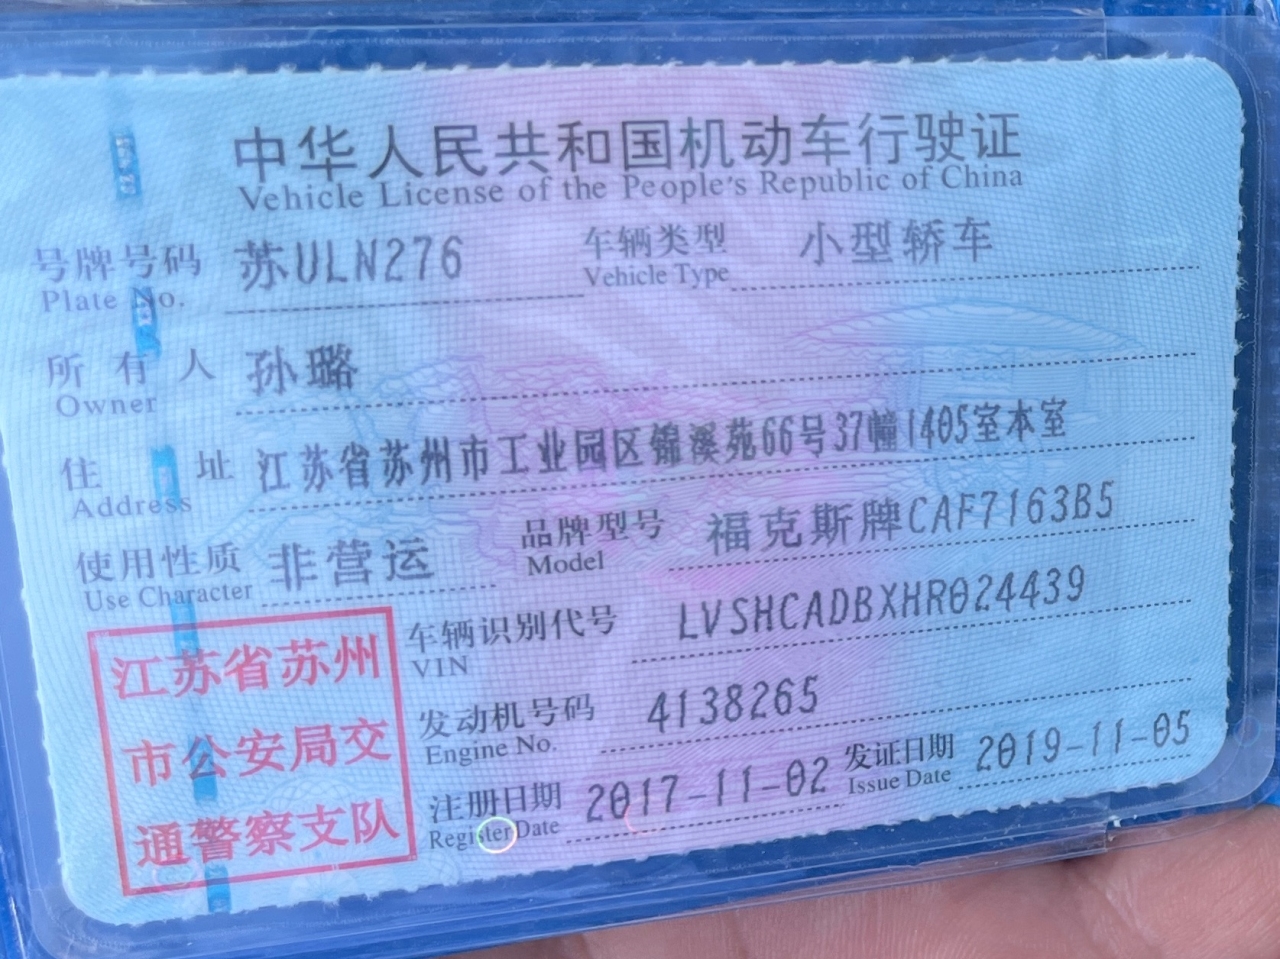 中华人民共和国机动车行驶证
Vehicle License of the People's Republic of China
号牌号码 苏ULN276 车辆类型 小型轿车
Plate No. Vehicle Type
所有人 孙璐
Owner
住址 江苏省苏州市工业园区锦溪苑66号37幢1405室本室
Address
使用性质 非营运 品牌型号 福克斯牌CAF7163B5
Use Character Model
车辆识别代号 LVSHCADBXHR024439
VIN
发动机号码 4138265
Engine No.
注册日期 2017-11-02 发证日期 2019-11-05
Register Date Issue Date
江苏省苏州
市公安局交
通警察支队